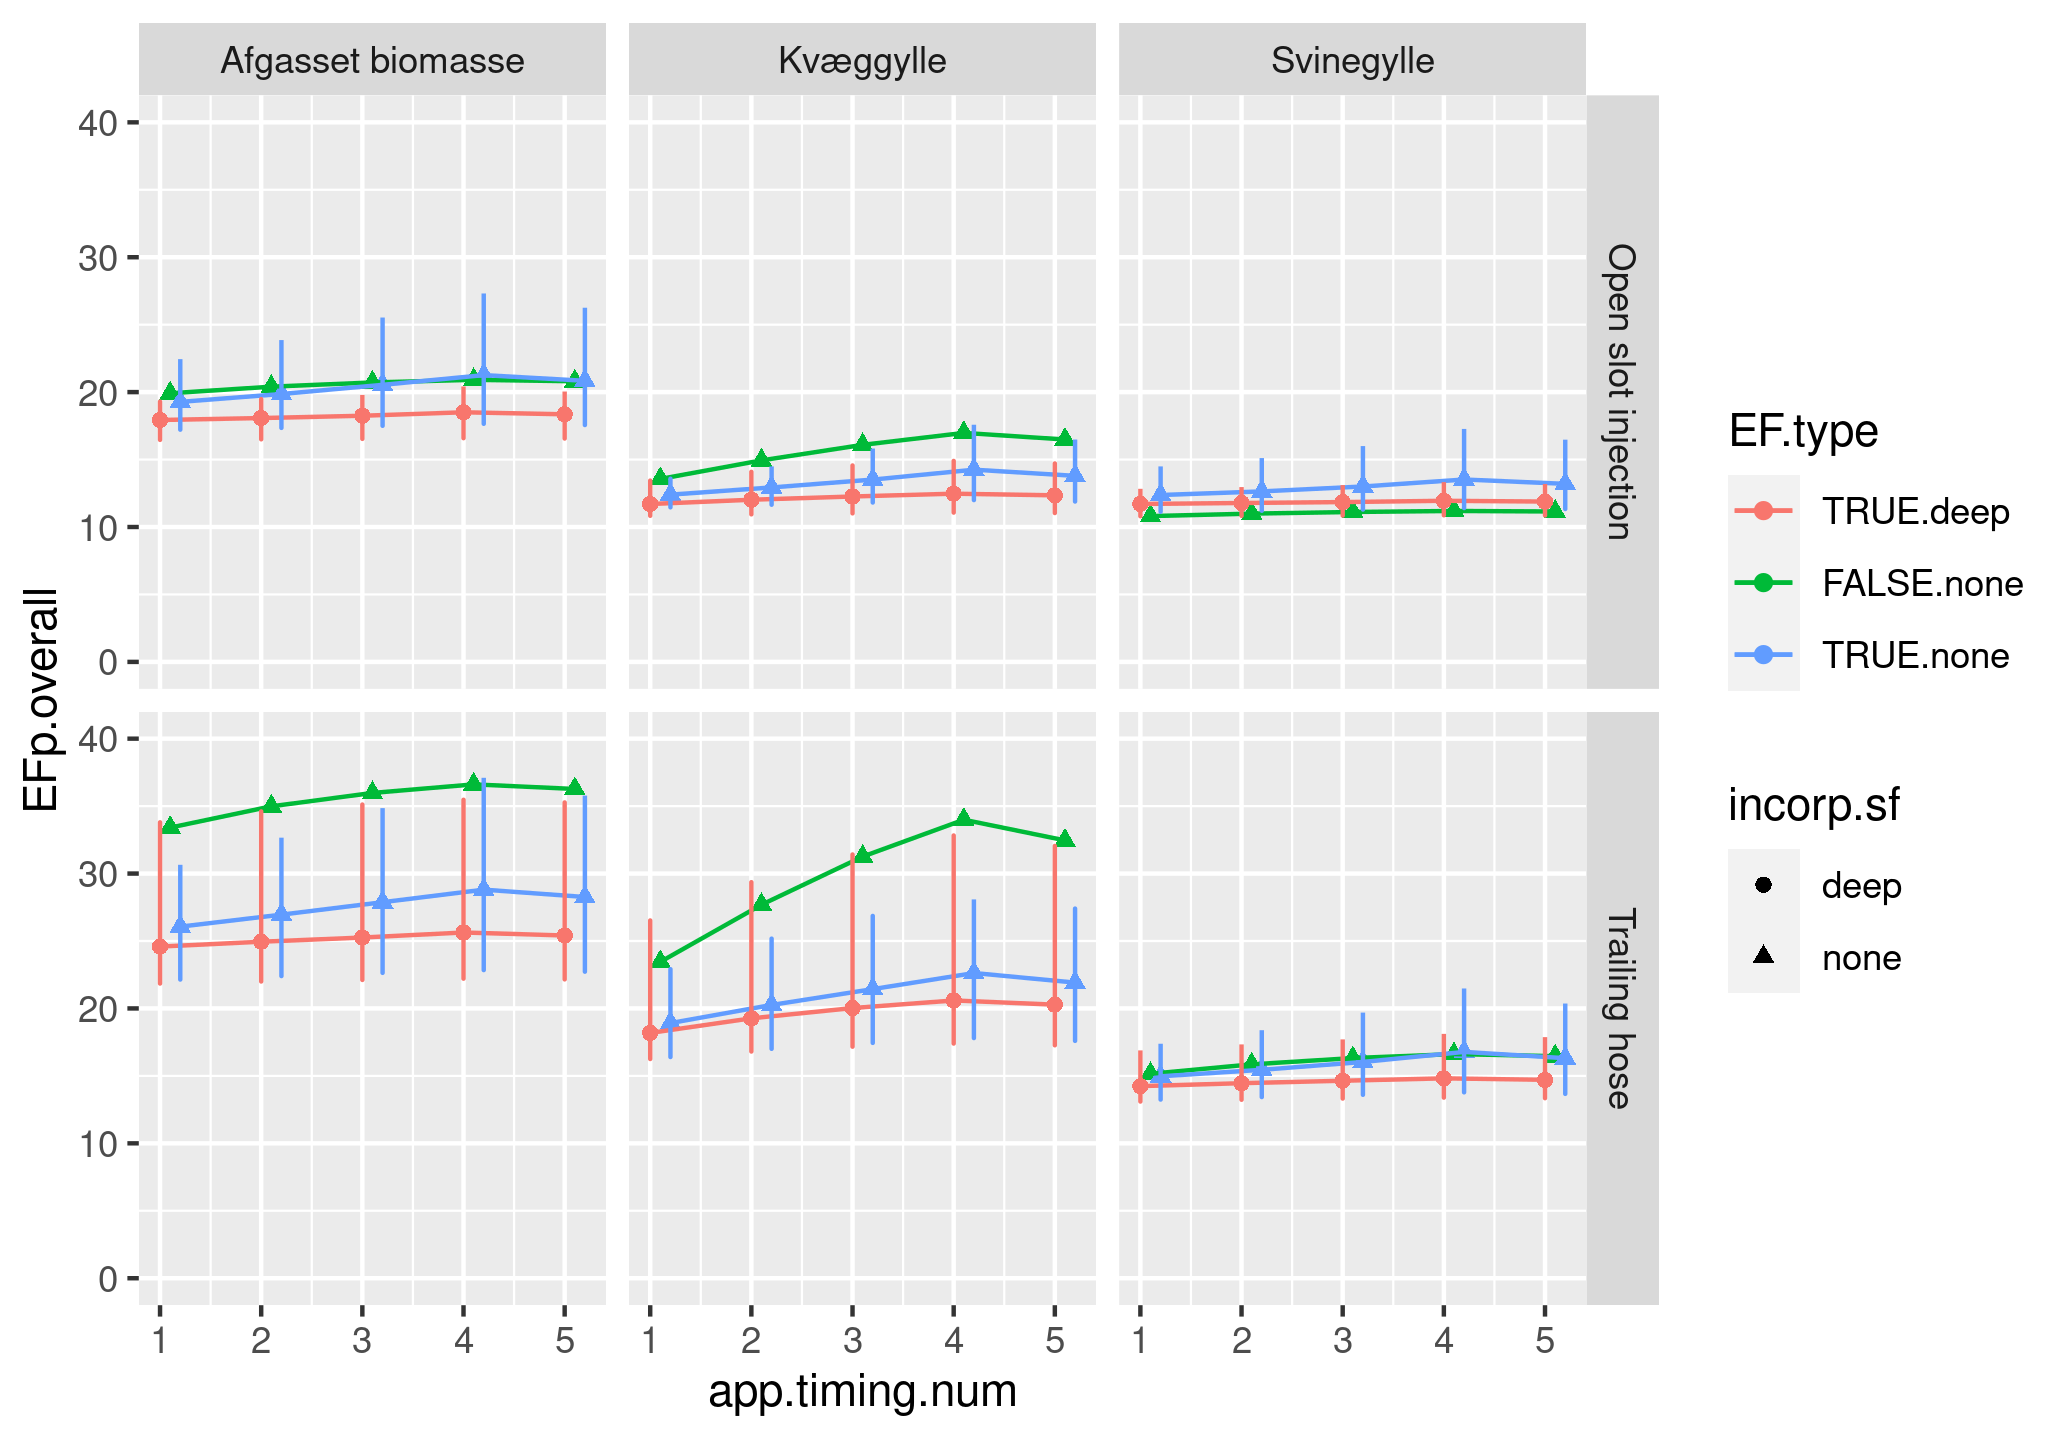 Afgasset biomasse
Kvæggylle
Svinegylle
40
30
20
10
0
Open slot injection
40
30
20
10
0
Trailing hose
EFp.overall
1 2 3 4 5
1 2 3 4 5
1 2 3 4 5
app.timing.num
EF.type
TRUE.deep
FALSE.none
TRUE.none
incorp.sf
deep
none